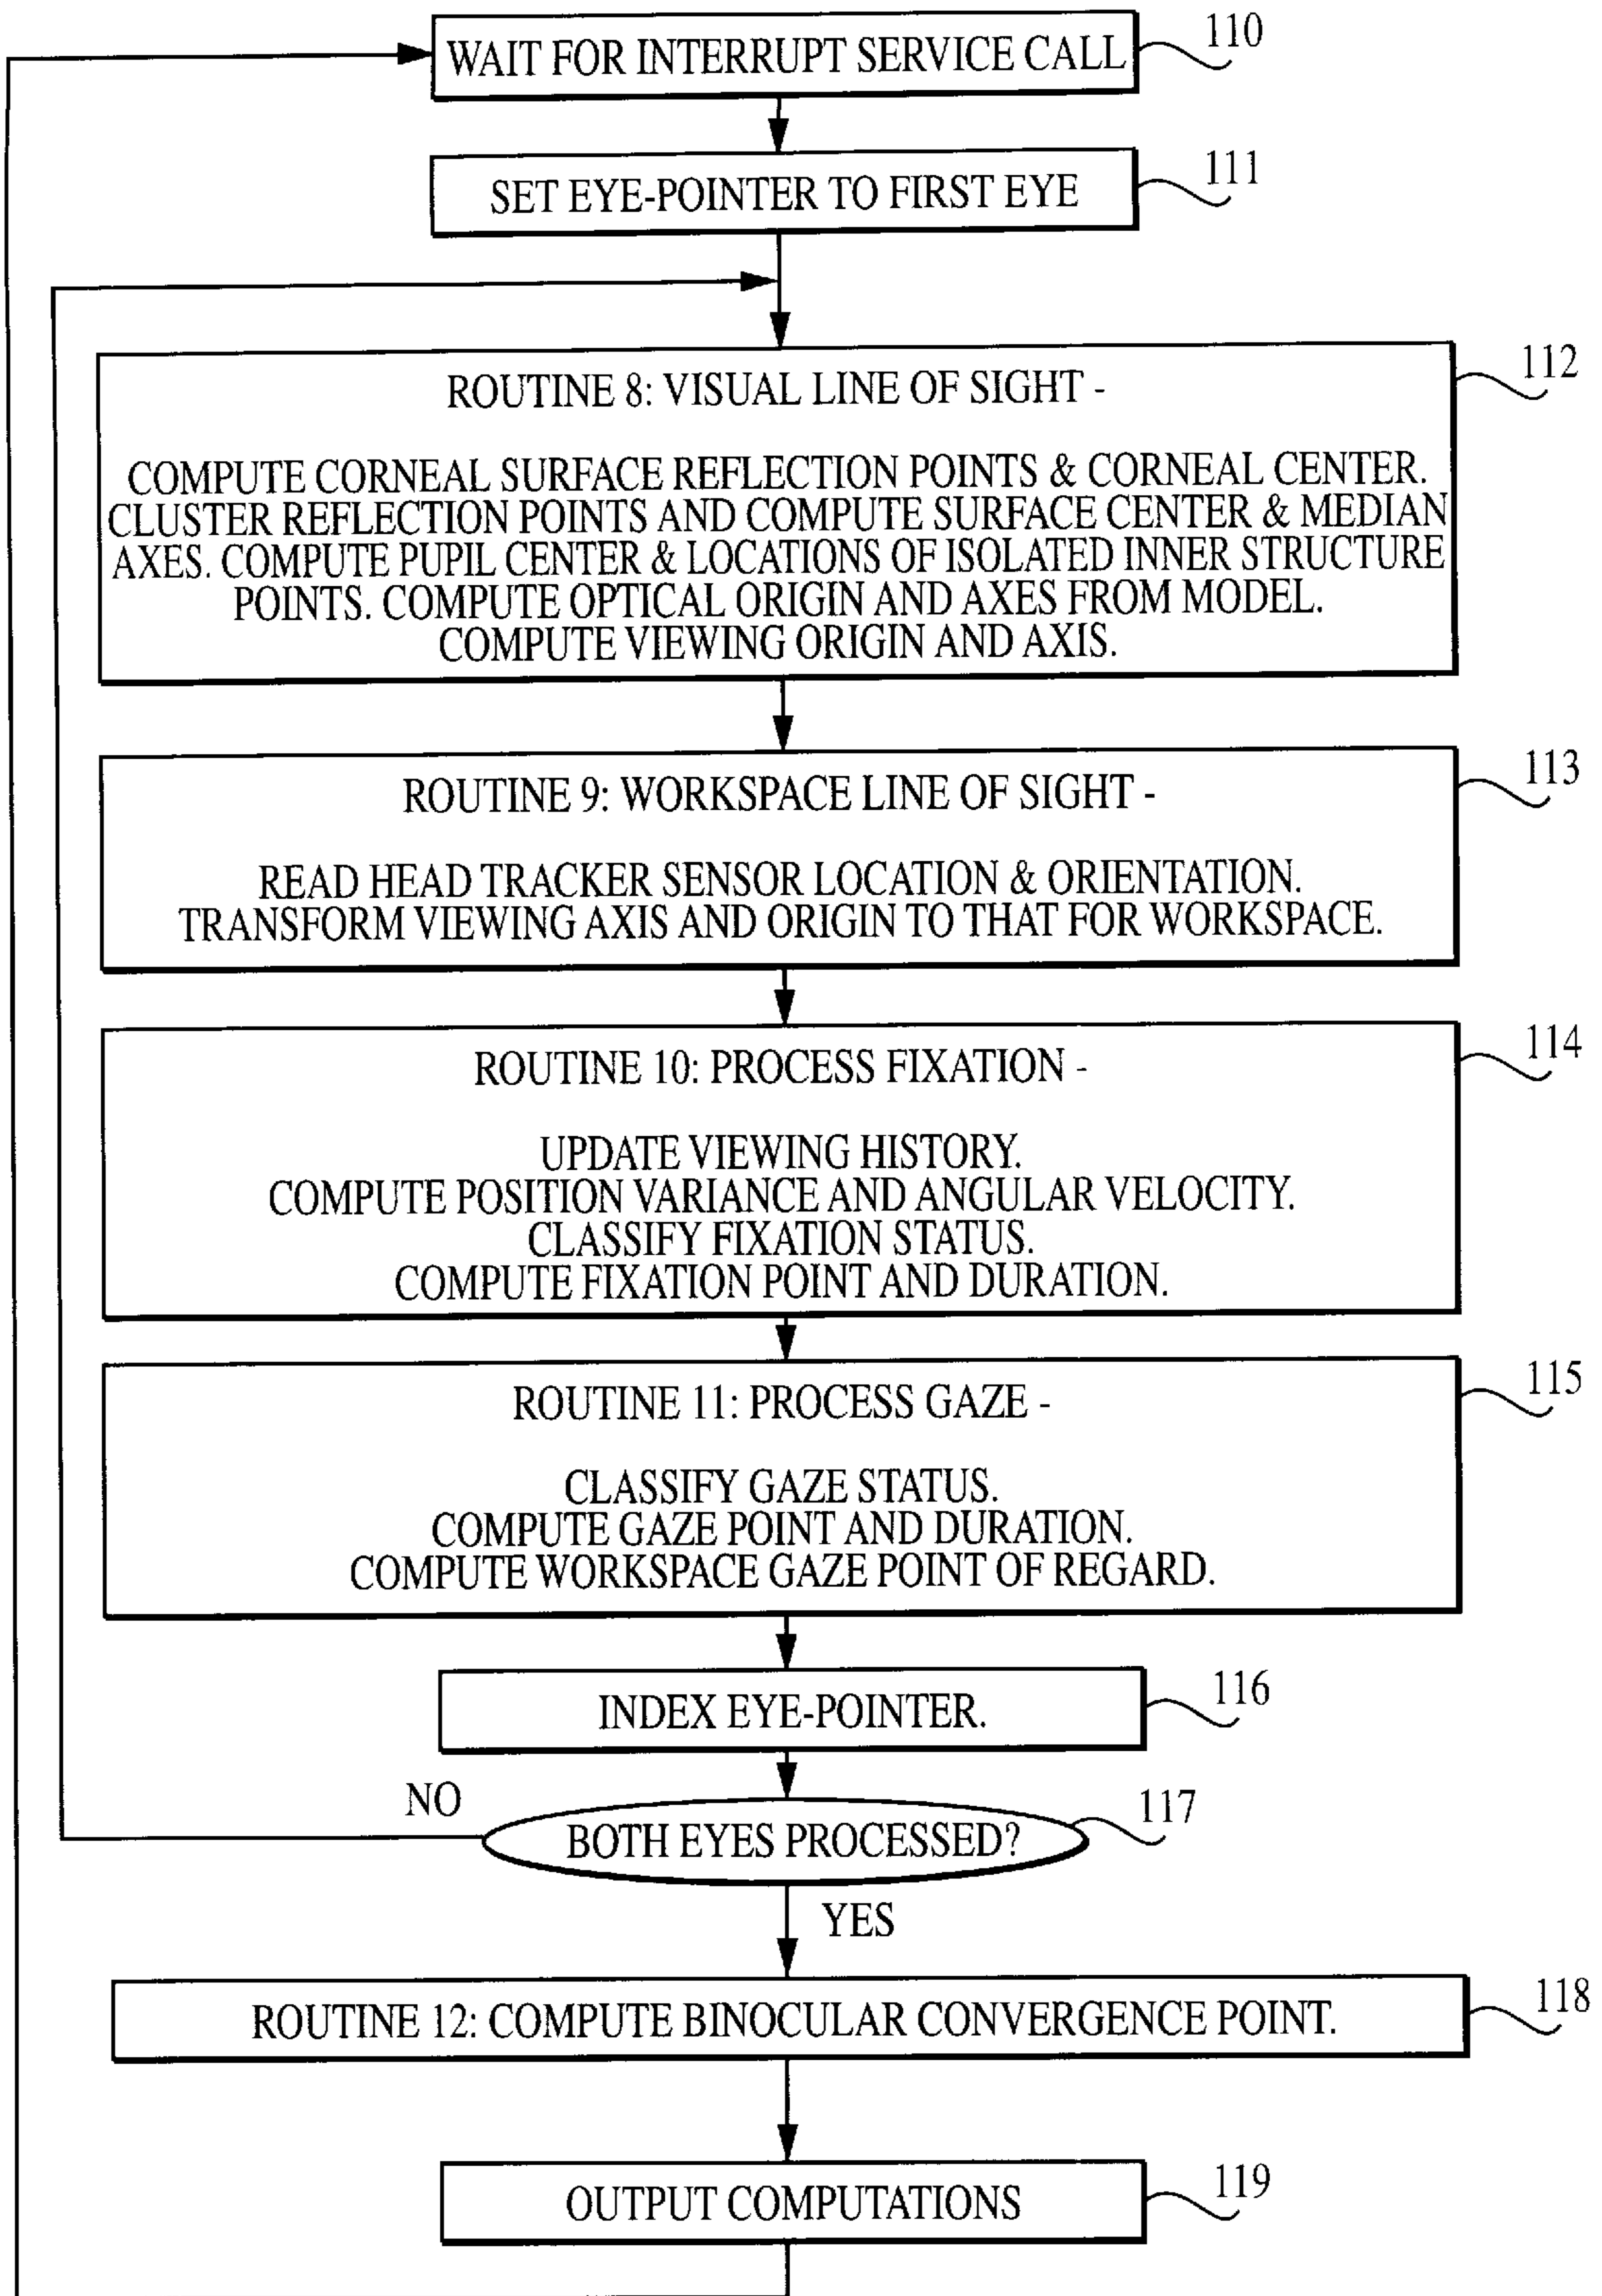 WAIT FOR INTERRUPT SERVICE CALL
110
SET EYE-POINTER TO FIRST EYE
111
ROUTINE 8: VISUAL LINE OF SIGHT -
112
COMPUTE CORNEAL SURFACE REFLECTION POINTS & CORNEAL CENTER.
CLUSTER REFLECTION POINTS AND COMPUTE SURFACE CENTER & MEDIAN
AXES. COMPUTE PUPIL CENTER & LOCATIONS OF ISOLATED INNER STRUCTURE
POINTS. COMPUTE OPTICAL ORIGIN AND AXES FROM MODEL.
COMPUTE VIEWING ORIGIN AND AXIS.
ROUTINE 9: WORKSPACE LINE OF SIGHT -
113
READ HEAD TRACKER SENSOR LOCATION & ORIENTATION.
TRANSFORM VIEWING AXIS AND ORIGIN TO THAT FOR WORKSPACE.
ROUTINE 10: PROCESS FIXATION -
114
UPDATE VIEWING HISTORY.
COMPUTE POSITION VARIANCE AND ANGULAR VELOCITY.
CLASSIFY FIXATION STATUS.
COMPUTE FIXATION POINT AND DURATION.
ROUTINE 11: PROCESS GAZE -
115
CLASSIFY GAZE STATUS.
COMPUTE GAZE POINT AND DURATION.
COMPUTE WORKSPACE GAZE POINT OF REGARD.
INDEX EYE-POINTER.
116
NO
BOTH EYES PROCESSED?
117
YES
ROUTINE 12: COMPUTE BINOCULAR CONVERGENCE POINT.
118
OUTPUT COMPUTATIONS
119